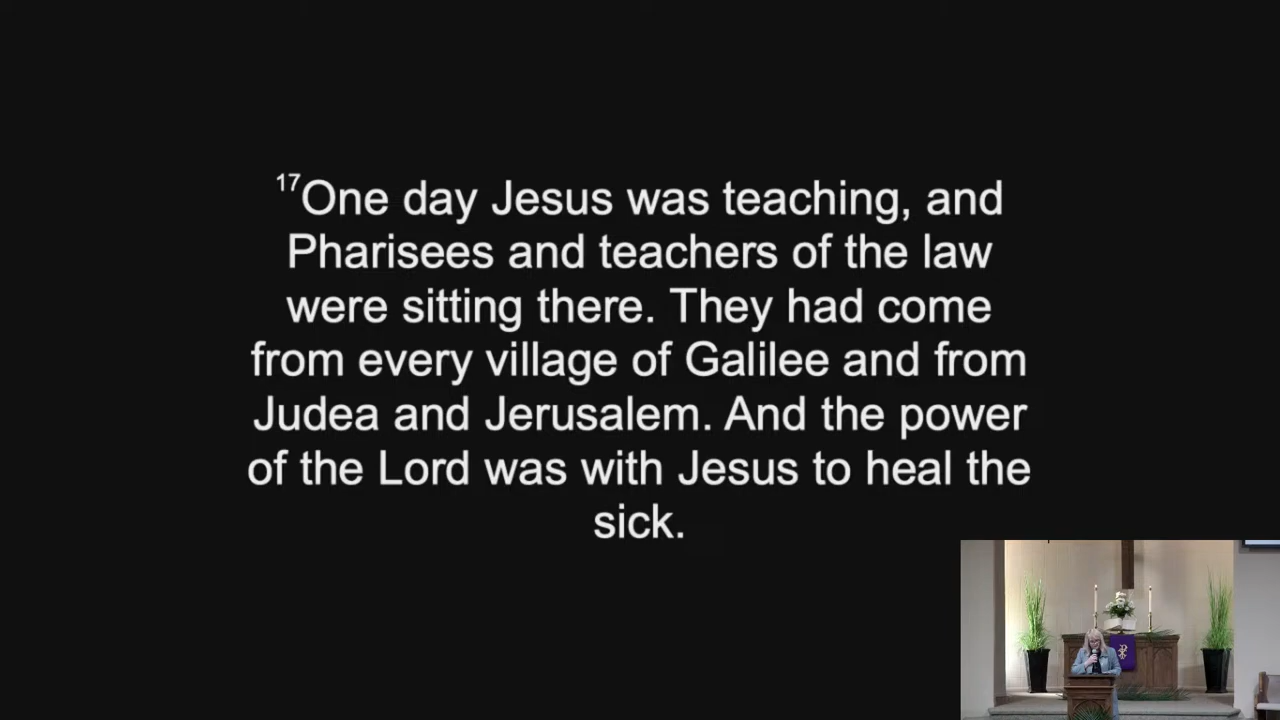 17One day Jesus was teaching, and
Pharisees and teachers of the law
were sitting there. They had come
from every village of Galilee and from
Judea and Jerusalem. And the power
of the Lord was with Jesus to heal the
sick.